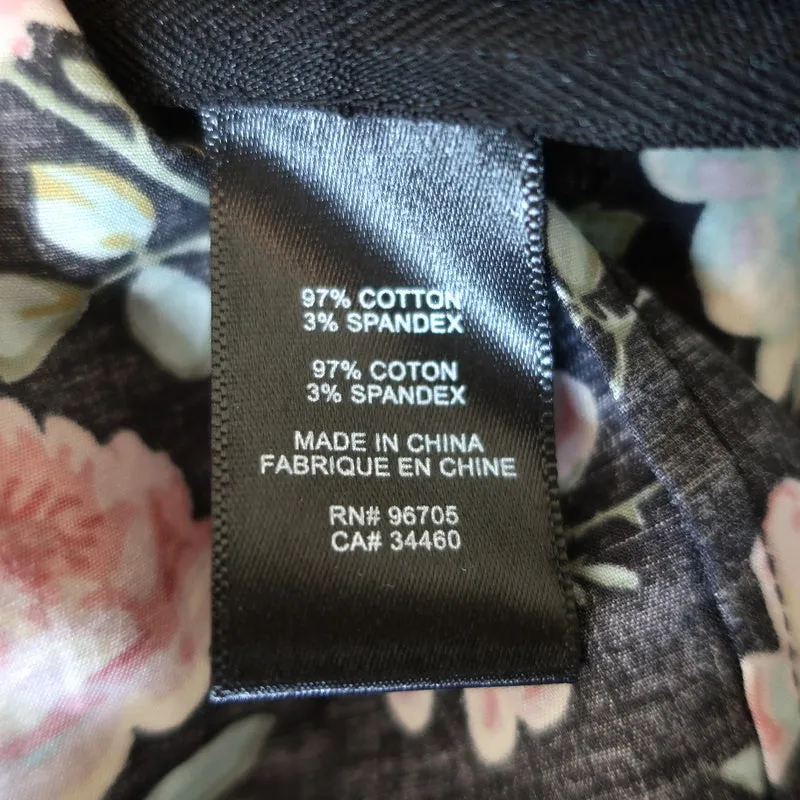 97% COTTON
3% SPANDEX
97% COTON
3% SPANDEX
MADE IN CHINA
FABRIQUE EN CHINE
RN# 96705
CA# 34460